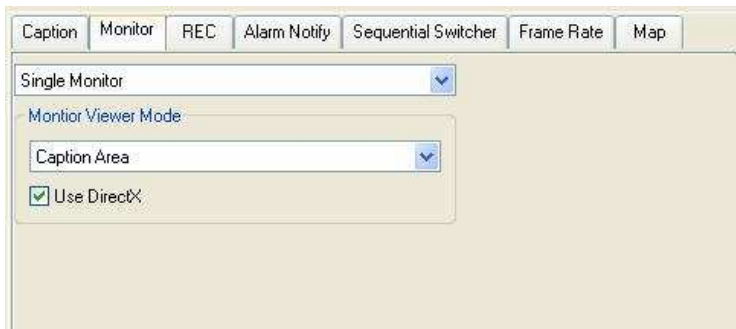 Caption Monitor REC Alarm Notify Sequential Switcher Frame Rate Map
Single Monitor
Montior Viewer Mode
Caption Area
Use DirectX